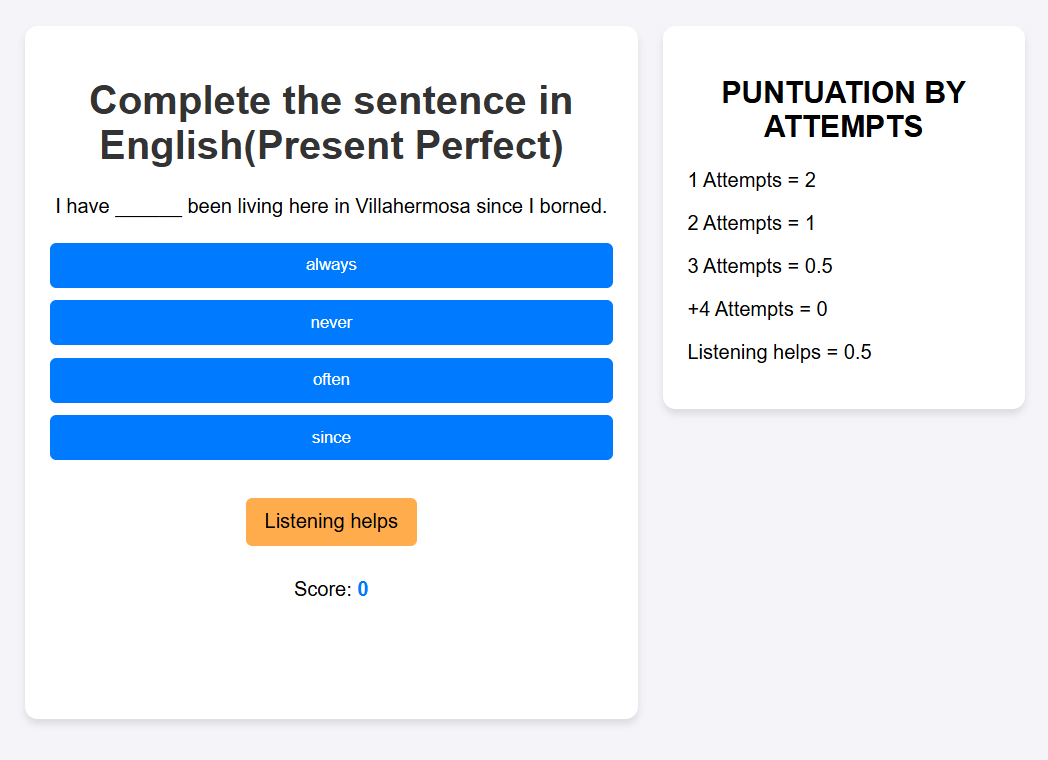 Complete the sentence in
English(Present Perfect)
I have ______ been living here in Villahermosa since I borned.
always
never
often
since
Listening helps
Score: 0
PUNTUATION BY
ATTEMPTS
1 Attempts = 2
2 Attempts = 1
3 Attempts = 0.5
+4 Attempts = 0
Listening helps = 0.5